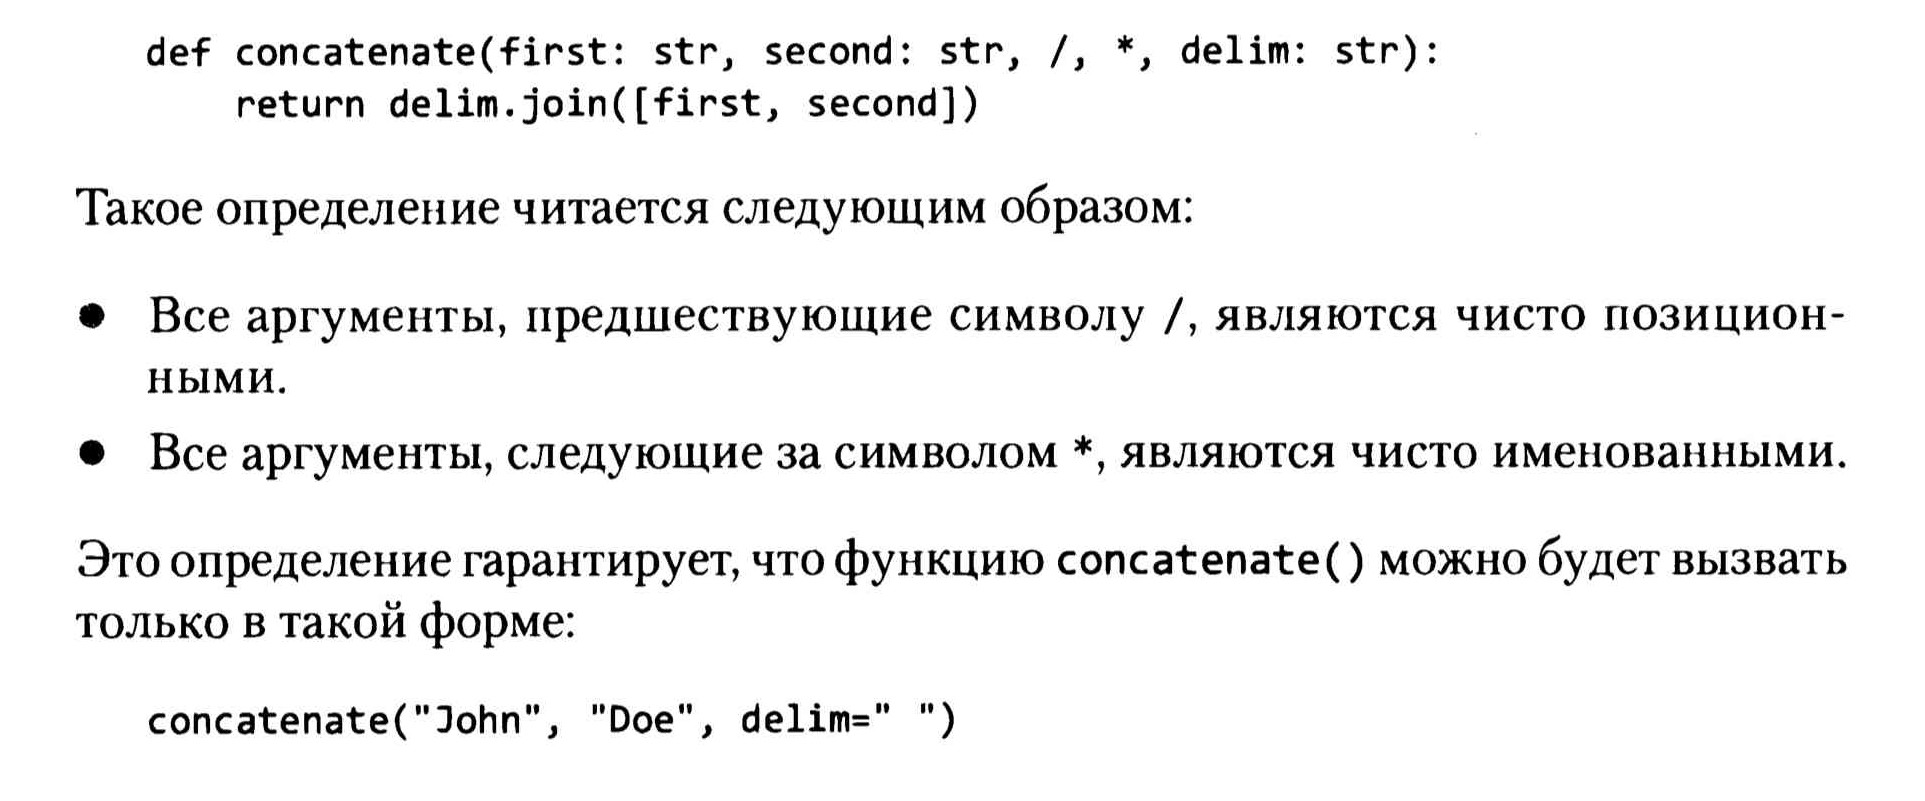 def concatenate(first: str, second: str, /, *, delim: str):
    return delim.join([first, second])
Такое определение читается следующим образом:
● Все аргументы, предшествующие символу /, являются чисто позицион-
ными.
● Все аргументы, следующие за символом *, являются чисто именованными.
Это определение гарантирует, что функцию concatenate() можно будет вызвать
только в такой форме:
concatenate("John", "Doe", delim=" ")